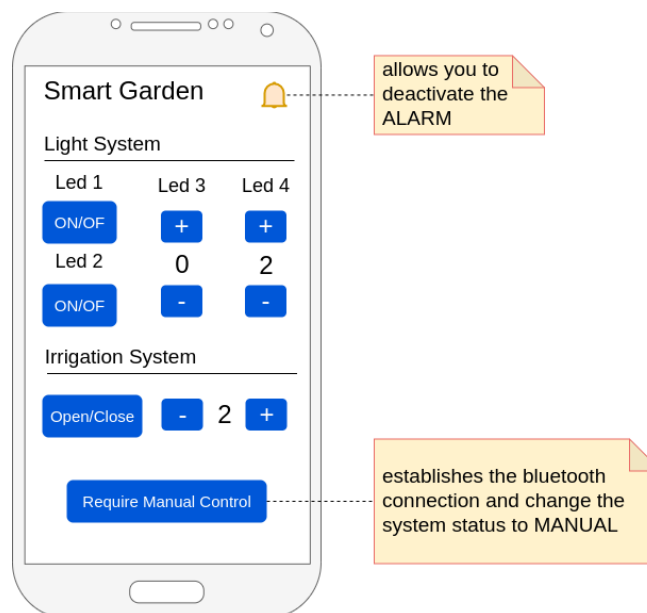 Smart Garden
allows you to
deactivate the
ALARM
Light System
Led 1
Led 3
Led 4
ON/OF
+
+
Led 2
0
2
ON/OF
-
-
Irrigation System
Open/Close
-
2
+
Require Manual Control
establishes the bluetooth
connection and change the
system status to MANUAL